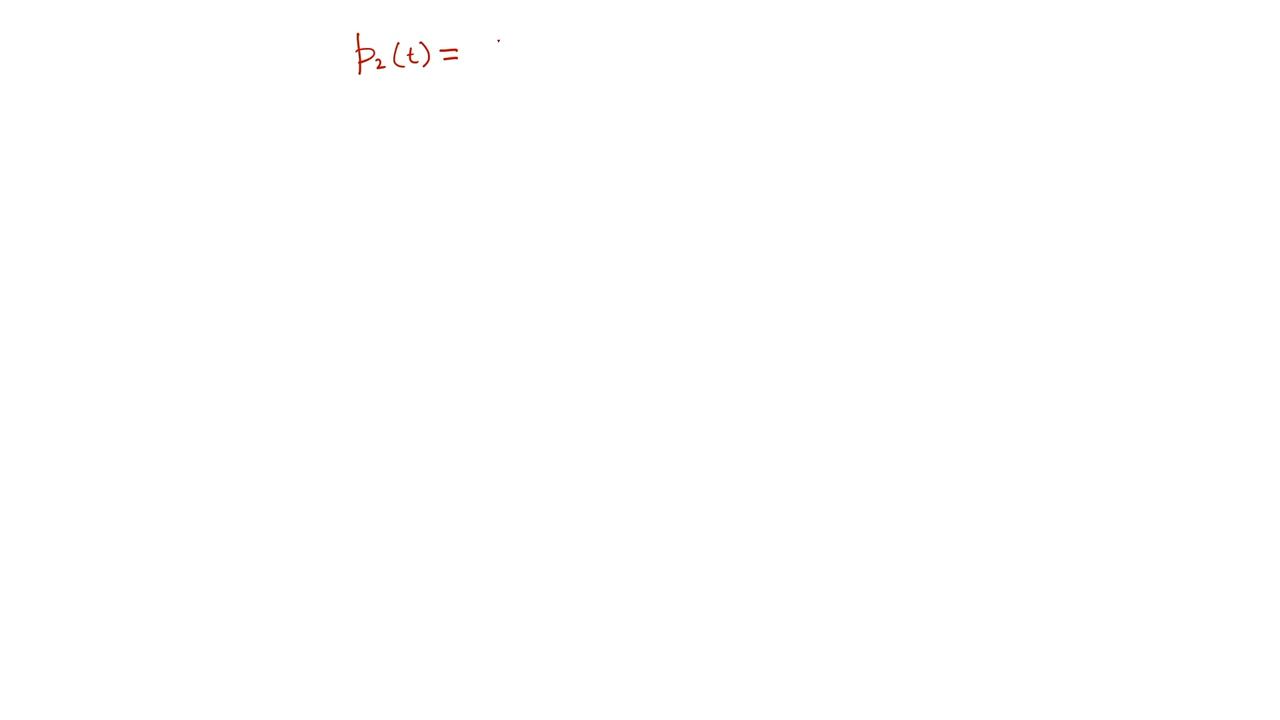 p₂(t) =